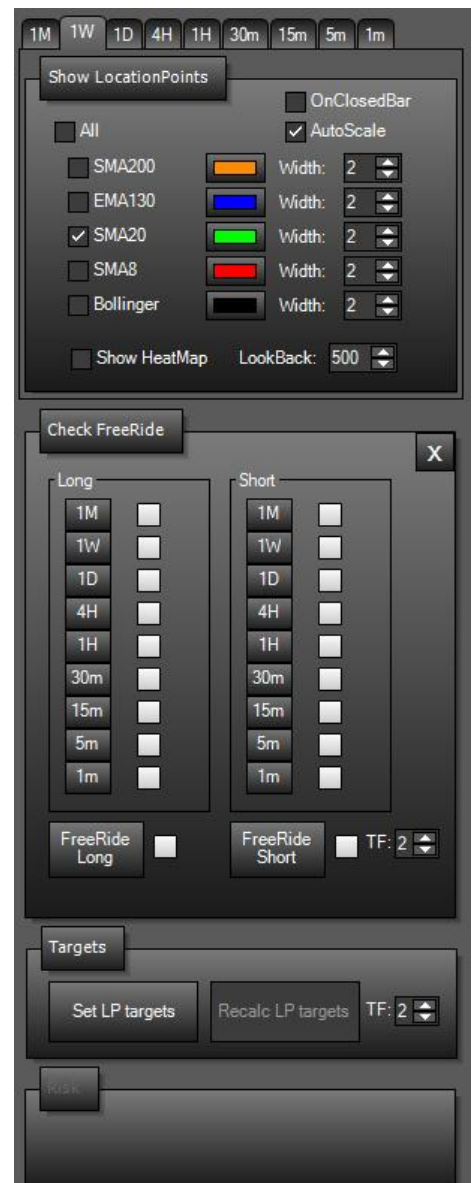 1M 1W 1D 4H 1H 30m 15m 5m 1m
Show LocationPoints
OnClosedBar
All AutoScale
SMA200 Width: 2
EMA130 Width: 2
SMA20 Width: 2
SMA8 Width: 2
Bollinger Width: 2
Show HeatMap LookBack: 500
Check FreeRide
X
Long Short
1M 1M
1W 1W
1D 1D
4H 4H
1H 1H
30m 30m
15m 15m
5m 5m
1m 1m
FreeRide FreeRide TF: 2
Long Short
Targets
Set LP targets Recalc LP targets TF: 2
Risk